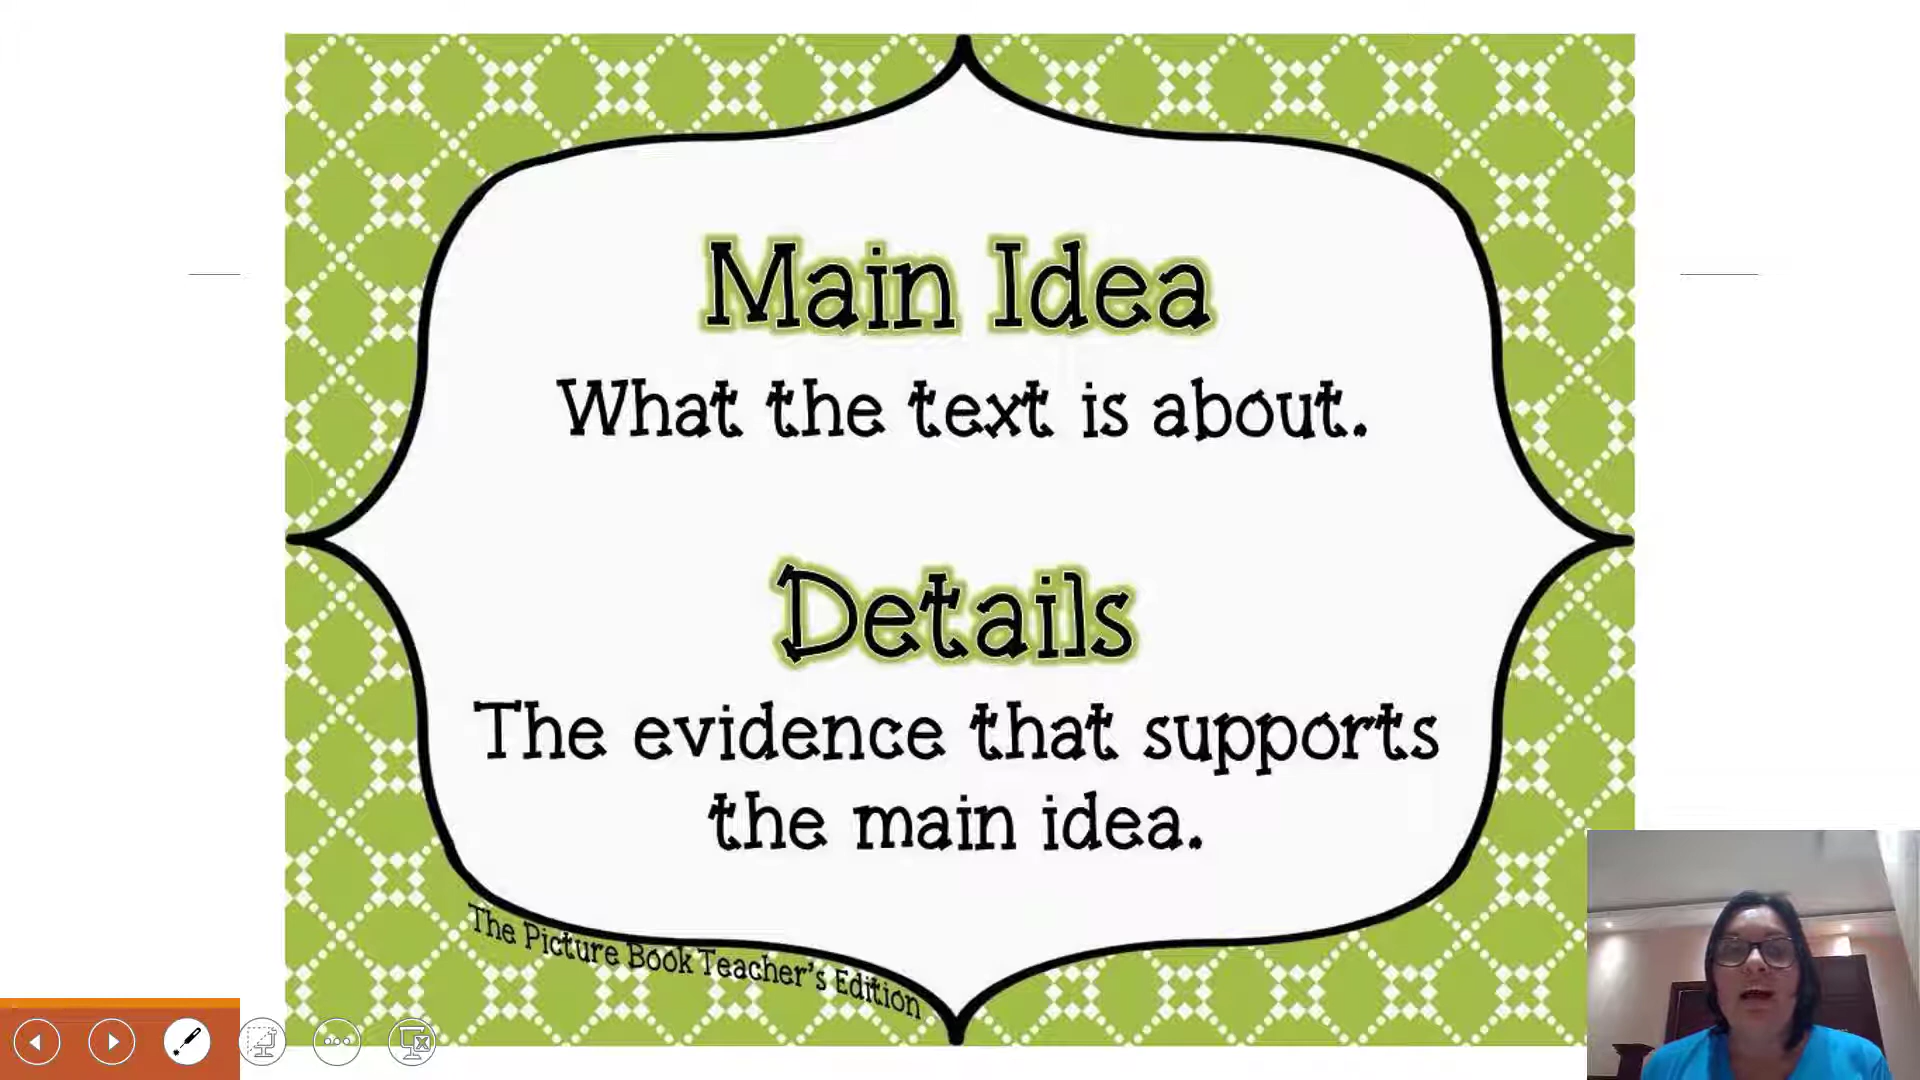 Main Idea
What the text is about.
Details
The evidence that supports
the main idea.
The Picture Book Teacher's Edition